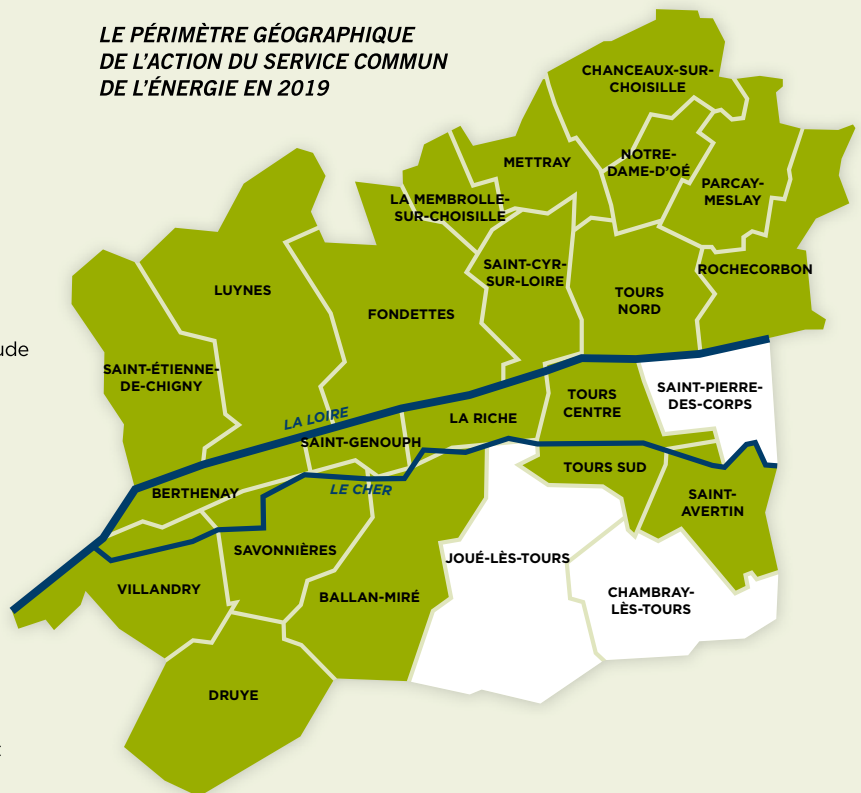 LE PÉRIMÈTRE GÉOGRAPHIQUE
DE L'ACTION DU SERVICE COMMUN
DE L'ÉNERGIE EN 2019
CHANCEAUX-SUR-
CHOISILLE
METTRAY
NOTRE-
DAME-D'OÉ
PARCAY-
MESLAY
LA MEMBROLLE-
SUR-CHOISILLE
SAINT-CYR-
SUR-LOIRE
ROCHECORBON
LUYNES
TOURS
NORD
FONDETTES
ude
SAINT-ÉTIENNE-
DE-CHIGNY
SAINT-PIERRE-
DES-CORPS
TOURS
CENTRE
LA LOIRE
LA RICHE
SAINT-GENOUPH
TOURS SUD
BERTHENAY
LE CHER
SAINT-
AVERTIN
SAVONNIÈRES
JOUÉ-LÈS-TOURS
VILLANDRY
BALLAN-MIRÉ
CHAMBRAY-
LÈS-TOURS
DRUYE